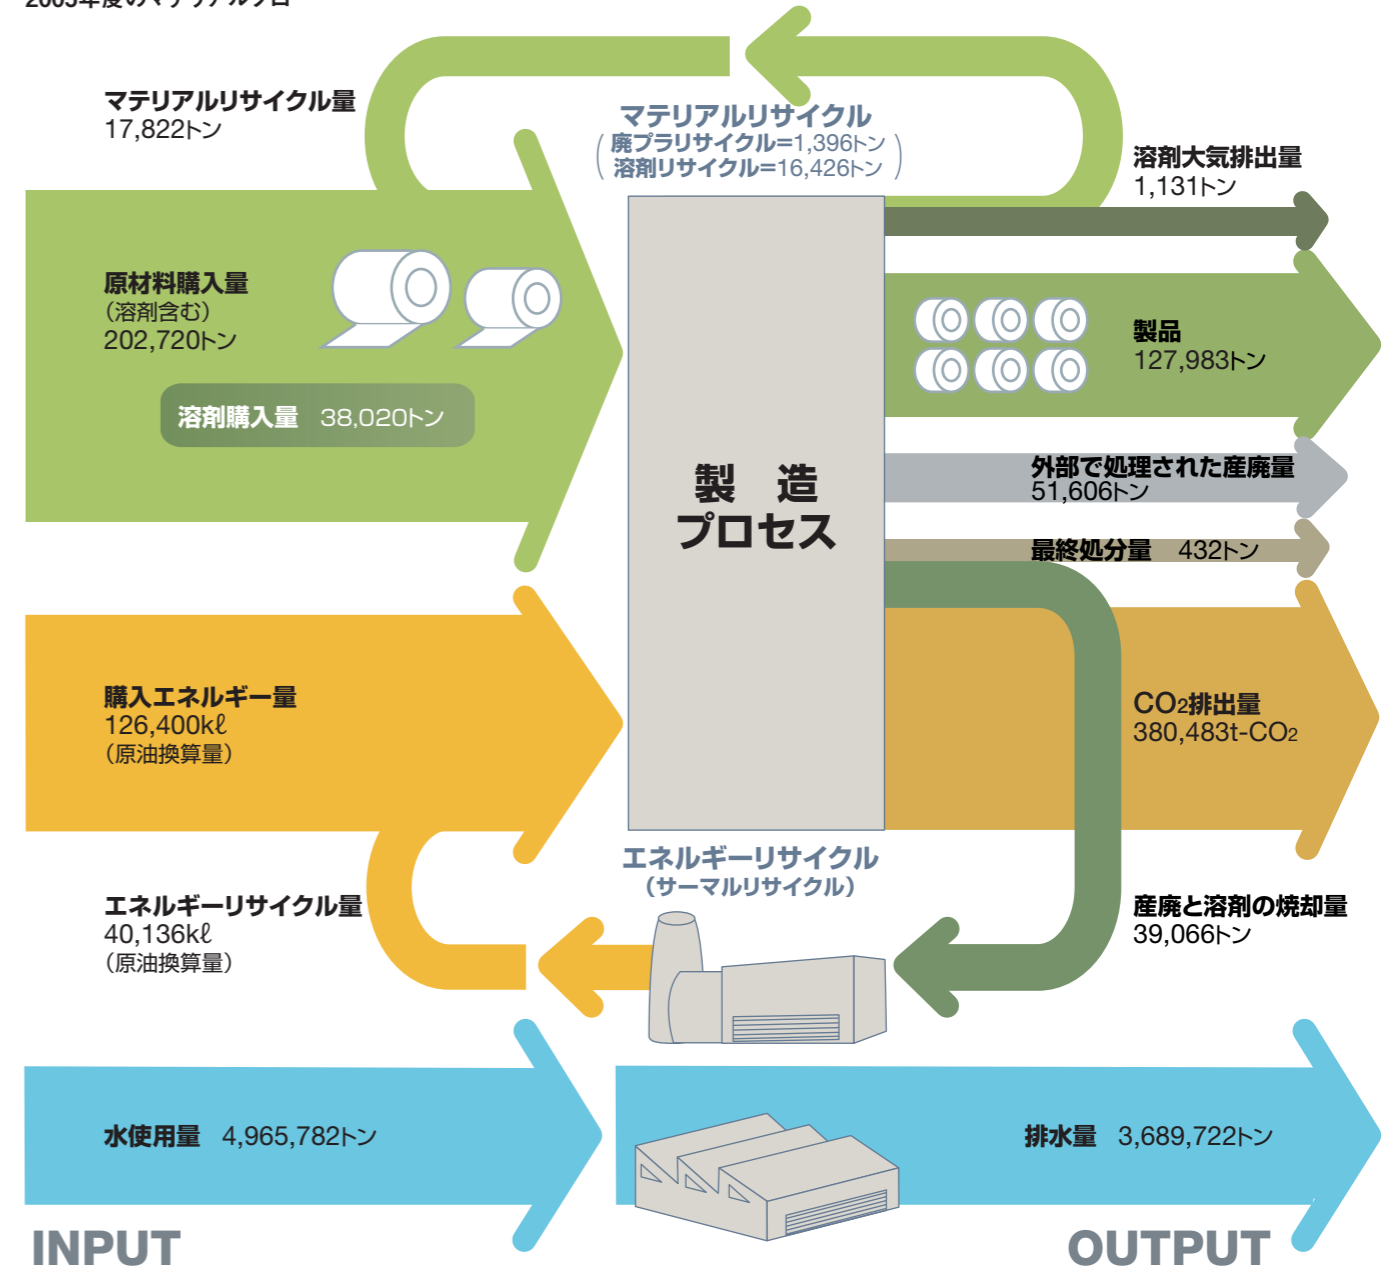 マテリアルリサイクル量
17,822トン
マテリアルリサイクル
（廃プラリサイクル=1,396トン
溶剤リサイクル=16,426トン）
溶剤大気排出量
1,131トン
原材料購入量
（溶剤含む）
202,720トン
溶剤購入量 38,020トン
製品
127,983トン
製 造
プロセス
外部で処理された産廃量
51,606トン
最終処分量 432トン
購入エネルギー量
126,400kℓ
（原油換算量）
CO2排出量
380,483t-CO2
エネルギーリサイクル
（サーマルリサイクル）
エネルギーリサイクル量
40,136kℓ
（原油換算量）
産廃と溶剤の焼却量
39,066トン
水使用量 4,965,782トン
排水量 3,689,722トン
INPUT
OUTPUT